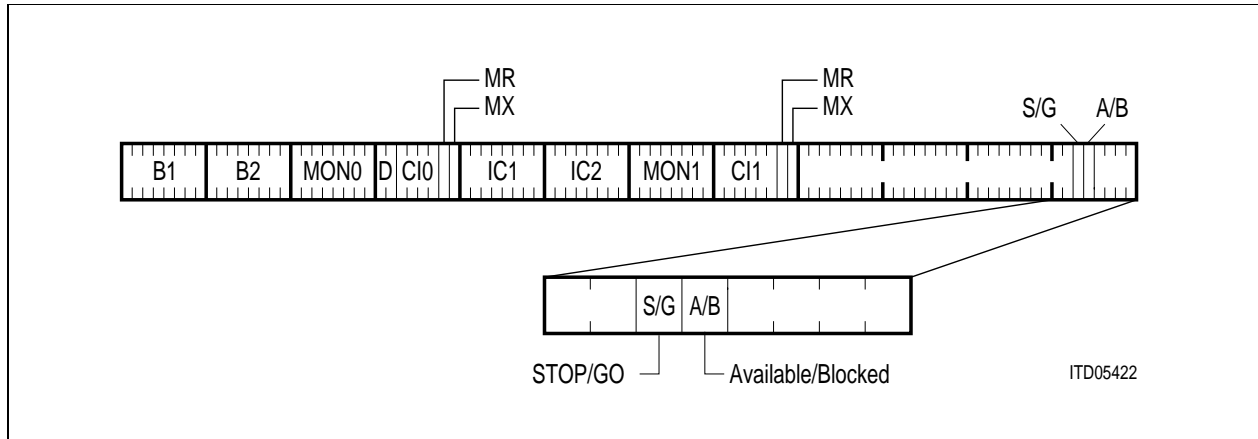 MR MR
MX MX S/G A/B
B1 B2 MON0 D CI0 IC1 IC2 MON1 CI1
S/G A/B
STOP/GO Available/Blocked ITD05422